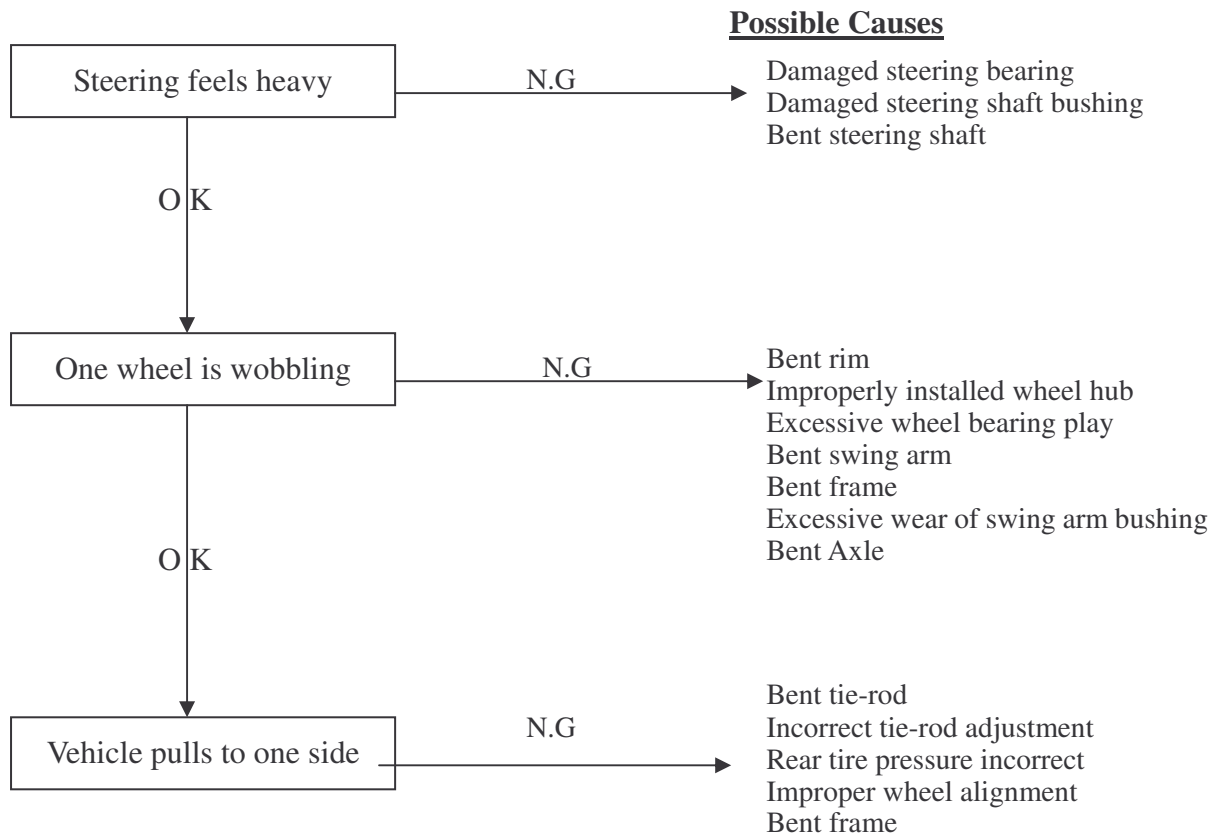 Possible Causes
Steering feels heavy
N.G
Damaged steering bearing
Damaged steering shaft bushing
Bent steering shaft
O K
One wheel is wobbling
N.G
Bent rim
Improperly installed wheel hub
Excessive wheel bearing play
Bent swing arm
Bent frame
Excessive wear of swing arm bushing
Bent Axle
O K
Vehicle pulls to one side
N.G
Bent tie-rod
Incorrect tie-rod adjustment
Rear tire pressure incorrect
Improper wheel alignment
Bent frame